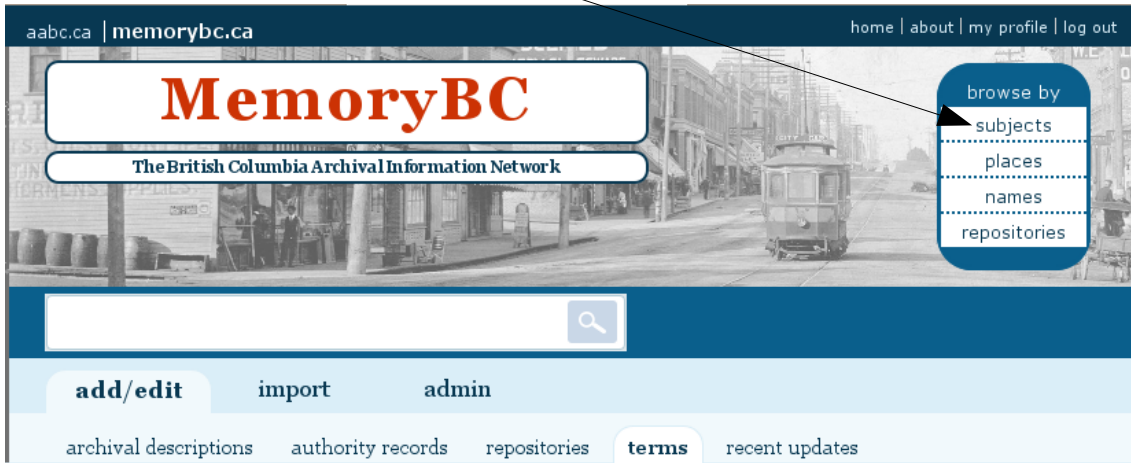 aabc.ca | memorybc.ca
home | about | my profile | log out
MemoryBC
The British Columbia Archival Information Network
browse by
subjects
places
names
repositories
add/edit import admin
archival descriptions authority records repositories terms recent updates